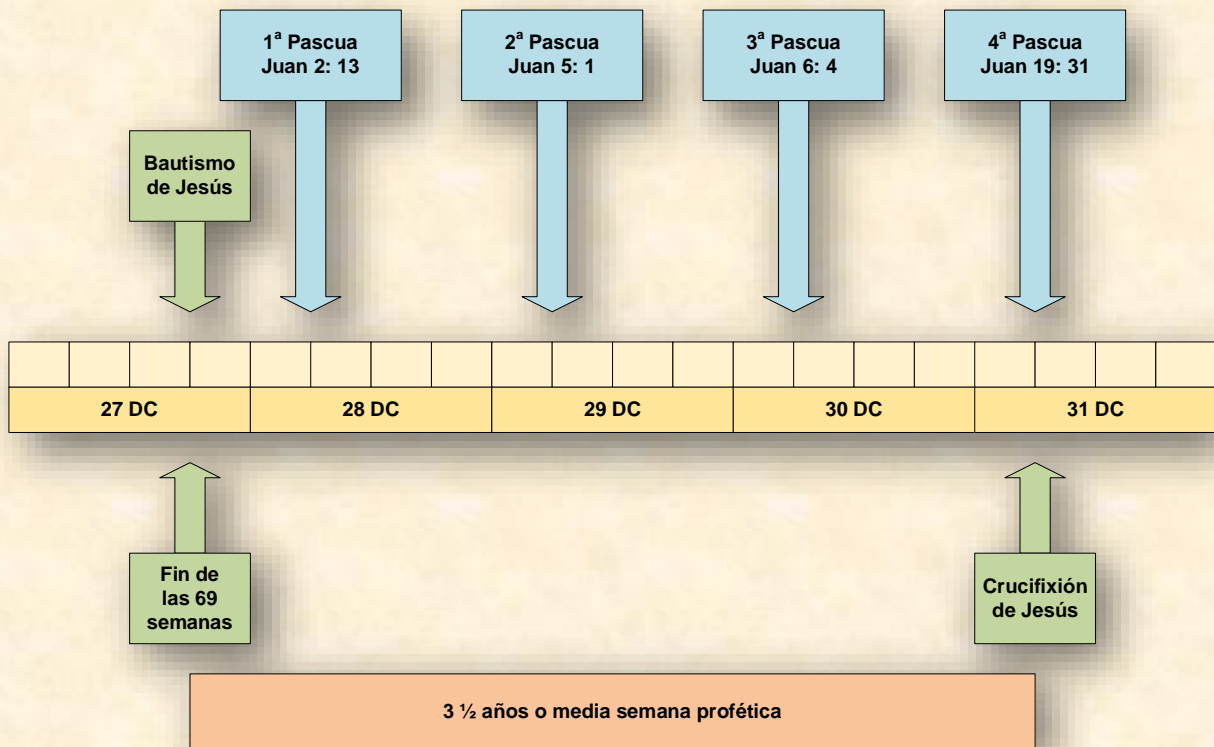 1ª Pascua
Juan 2: 13
2ª Pascua
Juan 5: 1
3ª Pascua
Juan 6: 4
4ª Pascua
Juan 19: 31
Bautismo
de Jesús
27 DC
28 DC
29 DC
30 DC
31 DC
Fin de
las 69
semanas
Crucifixión
de Jesús
3 ½ años o media semana profética